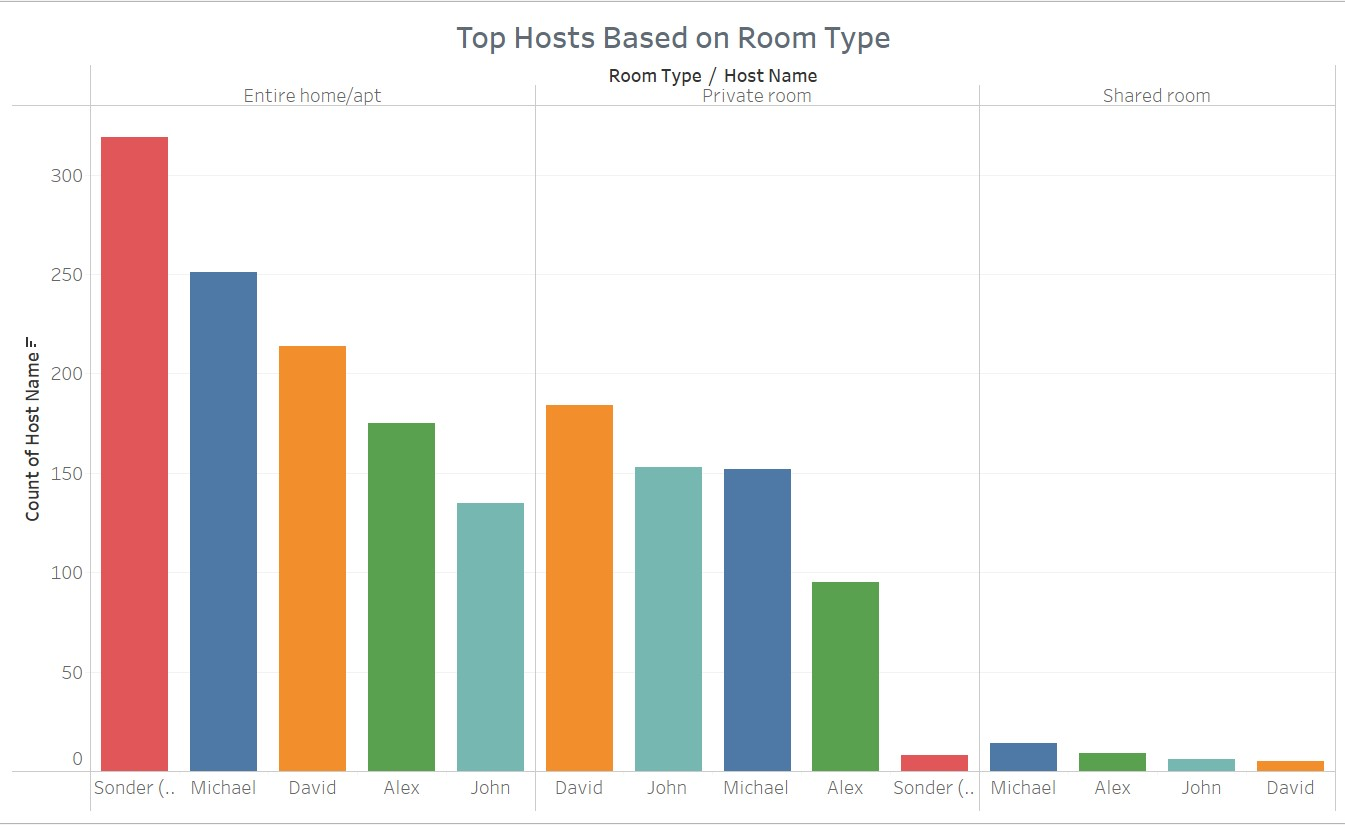 Top Hosts Based on Room Type
Room Type / Host Name
Entire home/apt Private room Shared room
Count of Host Name
300
250
200
150
100
50
0
Sonder (.. Michael David Alex John David John Michael Alex Sonder (.. Michael Alex John David